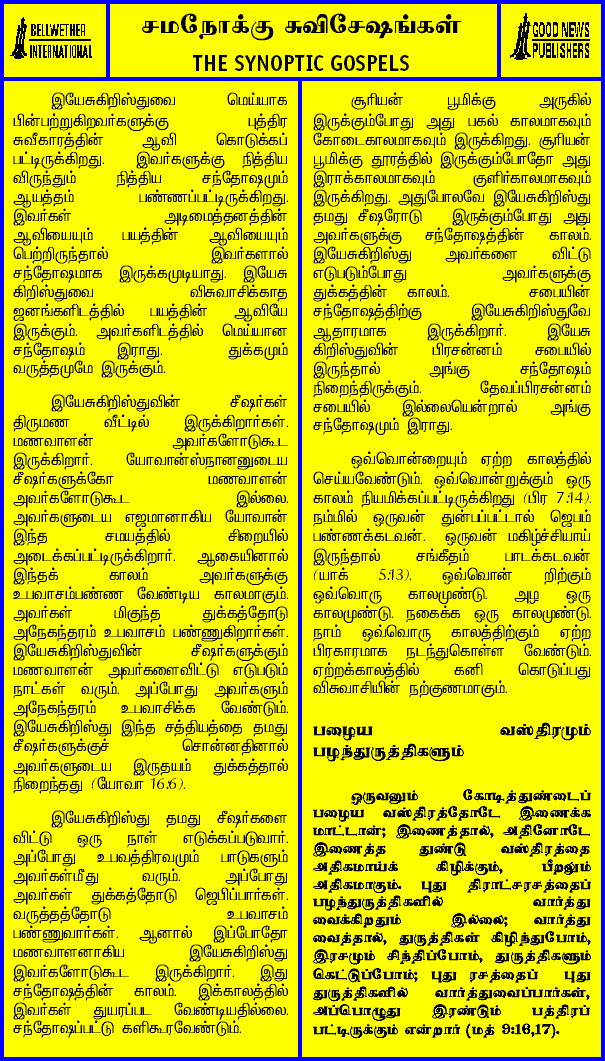 BELLWETHER
INTERNATIONAL
சமநோக்கு சுவிசேஷங்கள்
THE SYNOPTIC GOSPELS
GOOD NEWS
PUBLISHERS
இயேசுகிறிஸ்துவை மெய்யாக
பின்பற்றுகிறவர்களுக்கு புத்திர
சுவீகாரத்தின் ஆவி கொடுக்கப்
பட்டிருக்கிறது. இவர்களுக்கு நித்திய
விருந்தும் நித்திய சந்தோஷமும்
ஆயத்தம் பண்ணப்பட்டிருக்கிறது.
இவர்கள் அடிமைத்தனத்தின்
ஆவியையும் பயத்தின் ஆவியையும்
பெற்றிருந்தால் இவர்களால்
சந்தோஷமாக இருக்கமுடியாது. இயேசு
கிறிஸ்துவை விசுவாசிக்காத
ஜனங்களிடத்தில் பயத்தின் ஆவியே
இருக்கும். அவர்களிடத்தில் மெய்யான
சந்தோஷம் இராது. துக்கமும்
வருத்தமுமே இருக்கும்.
இயேசுகிறிஸ்துவின் சீஷர்கள்
திருமண வீட்டில் இருக்கிறார்கள்.
மணவாளன் அவர்களோடுகூட
இருக்கிறார். யோவான்ஸ்நானனுடைய
சீஷர்களுக்கோ மணவாளன்
அவர்களோடுகூட இல்லை.
அவர்களுடைய எஜமானாகிய யோவான்
இந்த சமயத்தில் சிறையில்
அடைக்கப்பட்டிருக்கிறார். ஆகையினால்
இந்தக் காலம் அவர்களுக்கு
உபவாசம்பண்ண வேண்டிய காலமாகும்.
அவர்கள் மிகுந்த துக்கத்தோடு
அநேகந்தரம் உபவாசம் பண்ணுகிறார்கள்.
இயேசுகிறிஸ்துவின் சீஷர்களுக்கும்
மணவாளன் அவர்களைவிட்டு எடுபடும்
நாட்கள் வரும். அப்போது அவர்களும்
அநேகந்தரம் உபவாசிக்க வேண்டும்.
இயேசுகிறிஸ்து இந்த சத்தியத்தை தமது
சீஷர்களுக்குச் சொன்னதினால்
அவர்களுடைய இருதயம் துக்கத்தால்
நிறைந்தது (யோவா 16:6).
இயேசுகிறிஸ்து தமது சீஷர்களை
விட்டு ஒரு நாள் எடுக்கப்படுவார்.
அப்போது உபவத்திரவமும் பாடுகளும்
அவர்கள்மீது வரும். அப்போது
அவர்கள் துக்கத்தோடு ஜெபிப்பார்கள்.
வருத்தத்தோடு உபவாசம்
பண்ணுவார்கள். ஆனால் இப்போதோ
மணவாளனாகிய இயேசுகிறிஸ்து
இவர்களோடுகூட இருக்கிறார். இது
சந்தோஷத்தின் காலம். இக்காலத்தில்
இவர்கள் துயரப்பட வேண்டியதில்லை.
சந்தோஷப்பட்டு களிகூரவேண்டும்.
சூரியன் பூமிக்கு அருகில்
இருக்கும்போது அது பகல் காலமாகவும்
கோடைகாலமாகவும் இருக்கிறது. சூரியன்
பூமிக்கு தூரத்தில் இருக்கும்போதோ அது
இராக்காலமாகவும் குளிர்காலமாகவும்
இருக்கிறது. அதுபோலவே இயேசுகிறிஸ்து
தமது சீஷரோடு இருக்கும்போது அது
அவர்களுக்கு சந்தோஷத்தின் காலம்.
இயேசுகிறிஸ்து அவர்களை விட்டு
எடுபடும்போது அவர்களுக்கு
துக்கத்தின் காலம். சபையின்
சந்தோஷத்திற்கு இயேசுகிறிஸ்துவே
ஆதாரமாக இருக்கிறார். இயேசு
கிறிஸ்துவின் பிரசன்னம் சபையில்
இருந்தால் அங்கு சந்தோஷம்
நிறைந்திருக்கும். தேவப்பிரசன்னம்
சபையில் இல்லையென்றால் அங்கு
சந்தோஷமும் இராது.
ஒவ்வொன்றையும் ஏற்ற காலத்தில்
செய்யவேண்டும். ஒவ்வொன்றுக்கும் ஒரு
காலம் நியமிக்கப்பட்டிருக்கிறது (பிர 7:14).
நம்மில் ஒருவன் துன்பப்பட்டால் ஜெபம்
பண்ணக்கடவன். ஒருவன் மகிழ்ச்சியாய்
இருந்தால் சங்கீதம் பாடக்கடவன்
(யாக் 5:13). ஒவ்வொன் றிற்கும்
ஒவ்வொரு காலமுண்டு. அழ ஒரு
காலமுண்டு. நகைக்க ஒரு காலமுண்டு.
நாம் ஒவ்வொரு காலத்திற்கும் ஏற்ற
பிரகாரமாக நடந்துகொள்ள வேண்டும்.
ஏற்றக்காலத்தில் கனி கொடுப்பது
விசுவாசியின் நற்குணமாகும்.
பழைய வஸ்திரமும்
பழந்துருத்திகளும்
ஒருவனும் கோடித்துண்டைப்
பழைய வஸ்திரத்தோடே இணைக்க
மாட்டான்; இணைத்தால், அதினோடே
இணைத்த துண்டு வஸ்திரத்தை
அதிகமாய்க் கிழிக்கும், பீறலும்
அதிகமாகும். புது திராட்சரசத்தைப்
பழந்துருத்திகளில் வார்த்து
வைக்கிறதும் இல்லை; வார்த்து
வைத்தால், துருத்திகள் கிழிந்துபோம்,
இரசமும் சிந்திப்போம், துருத்திகளும்
கெட்டுப்போம்; புது ரசத்தைப் புது
துருத்திகளில் வார்த்துவைப்பார்கள்,
அப்பொழுது இரண்டும் பத்திரப்
பட்டிருக்கும் என்றார் (மத் 9:16,17).